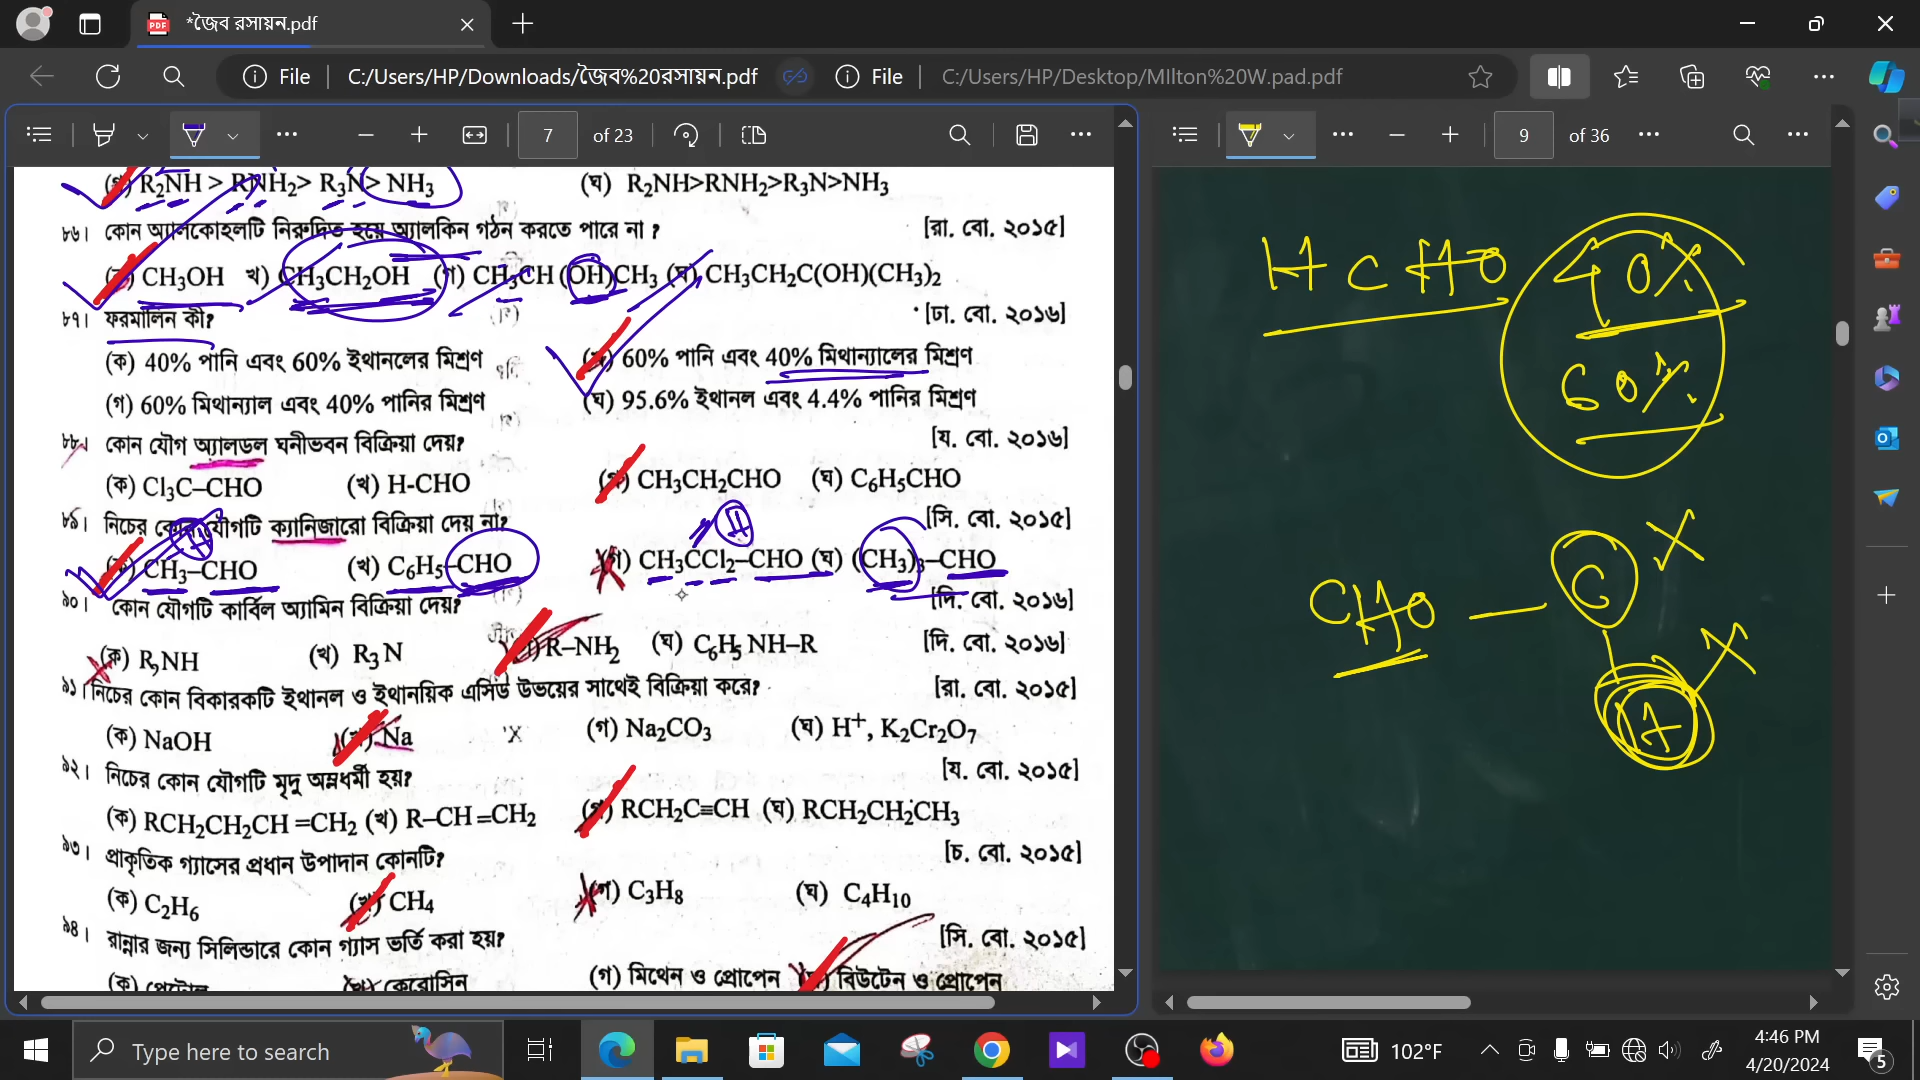 *জৈব রসায়ন.pdf
File C:/Users/HP/Downloads/জৈব%20রসায়ন.pdf File C:/Users/HP/Desktop/MIlton%20W.pad.pdf
7 of 23 9 of 36
(গ) R₂NH > RNH₂> R₃N> NH₃ (ঘ) R₂NH>RNH₂>R₃N>NH₃
৮৬। কোন অ্যালকোহলটি নিরুদিত হয়ে অ্যালকিন গঠন করতে পারে না ? [রা. বো. ২০১৫]
(ক) CH₃OH খ) CH₃CH₂OH (গ) CH₃CH (OH) CH₃ (ঘ) CH₃CH₂C(OH)(CH₃)₂
৮৭। ফরমালিন কী? [ঢা. বো. ২০১৬]
(ক) 40% পানি এবং 60% ইথানলের মিশ্রণ (খ) 60% পানি এবং 40% মিথান্যালের মিশ্রণ
(গ) 60% মিথান্যাল এবং 40% পানির মিশ্রণ (ঘ) 95.6% ইথানল এবং 4.4% পানির মিশ্রণ
৮৮। কোন যৌগ অ্যালডল ঘনীভবন বিক্রিয়া দেয়? [য. বো. ২০১৬]
(ক) Cl₃C–CHO (খ) H-CHO (গ) CH₃CH₂CHO (ঘ) C₆H₅CHO
৮৯। নিচের কোন যৌগটি ক্যানিজারো বিক্রিয়া দেয় না? [সি. বো. ২০১৫]
H H
(ক) CH₃–CHO (খ) C₆H₅–CHO (গ) CH₃CCl₂–CHO (ঘ) (CH₃)₃–CHO
৯০। কোন যৌগটি কার্বিল অ্যামিন বিক্রিয়া দেয়? [দি. বো. ২০১৬]
(ক) R₂NH (খ) R₃N (গ) R–NH₂ (ঘ) C₆H₅ NH–R [দি. বো. ২০১৬]
৯১। নিচের কোন বিকারকটি ইথানল ও ইথানয়িক এসিড উভয়ের সাথেই বিক্রিয়া করে? [রা. বো. ২০১৫]
(ক) NaOH (খ) Na (গ) Na₂CO₃ (ঘ) H⁺, K₂Cr₂O₇
৯২। নিচের কোন যৌগটি মৃদু অম্লধর্মী হয়? [য. বো. ২০১৫]
(ক) RCH₂CH₂CH =CH₂ (খ) R–CH =CH₂ (গ) RCH₂C≡CH (ঘ) RCH₂CH₂CH₃
৯৩। প্রাকৃতিক গ্যাসের প্রধান উপাদান কোনটি? [চ. বো. ২০১৫]
(ক) C₂H₆ (খ) CH₄ (গ) C₃H₈ (ঘ) C₄H₁₀
৯৪। রান্নার জন্য সিলিন্ডারে কোন গ্যাস ভর্তি করা হয়? [সি. বো. ২০১৫]
(ক) পেট্রোল (খ) কেরোসিন (গ) মিথেন ও প্রোপেন (ঘ) বিউটেন ও প্রোপেন
HCHO 40%
60%
CHO — C
H
Type here to search
102°F
4:46 PM
4/20/2024
5